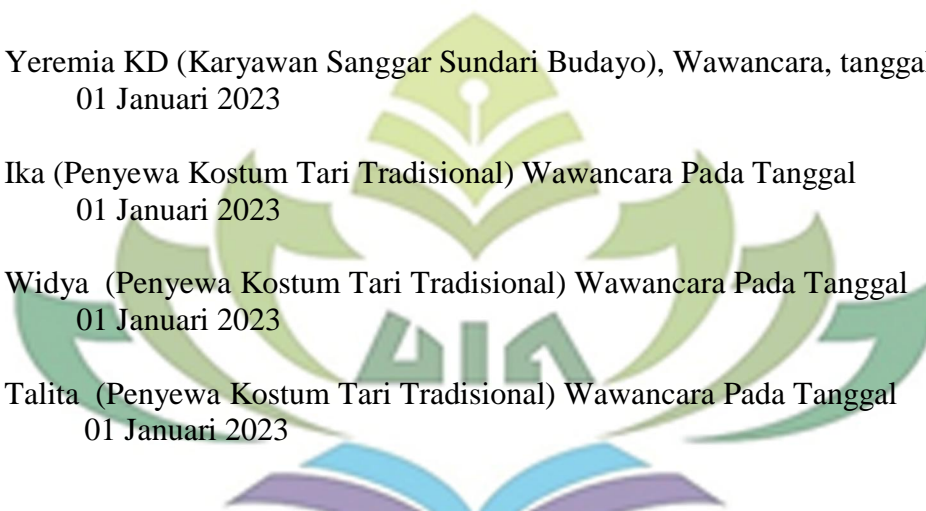 Yeremia KD (Karyawan Sanggar Sundari Budayo), Wawancara, tanggal
01 Januari 2023
Ika (Penyewa Kostum Tari Tradisional) Wawancara Pada Tanggal
01 Januari 2023
Widya (Penyewa Kostum Tari Tradisional) Wawancara Pada Tanggal
01 Januari 2023
UIN
Talita (Penyewa Kostum Tari Tradisional) Wawancara Pada Tanggal
01 Januari 2023